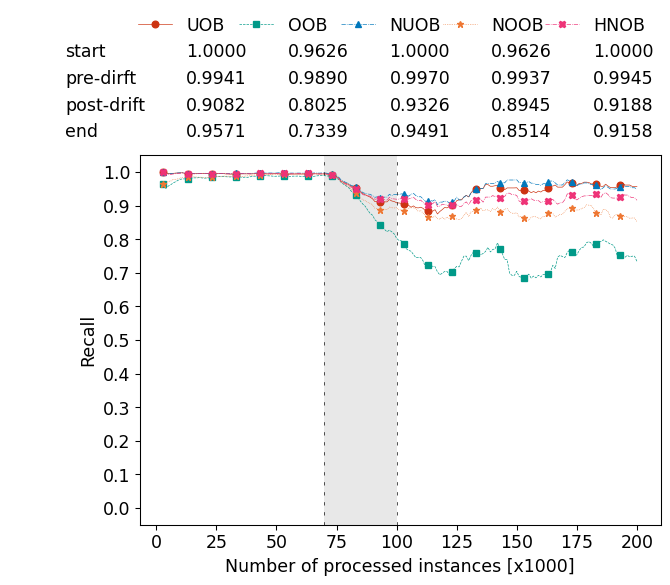 UOB OOB NUOB NOOB HNOB
start 1.0000 0.9626 1.0000 0.9626 1.0000
pre-dirft 0.9941 0.9890 0.9970 0.9937 0.9945
post-drift 0.9082 0.8025 0.9326 0.8945 0.9188
end 0.9571 0.7339 0.9491 0.8514 0.9158
1.0
0.9
0.8
0.7
0.6
0.5
0.4
0.3
0.2
0.1
0.0
Recall
0 25 50 75 100 125 150 175 200
Number of processed instances [x1000]